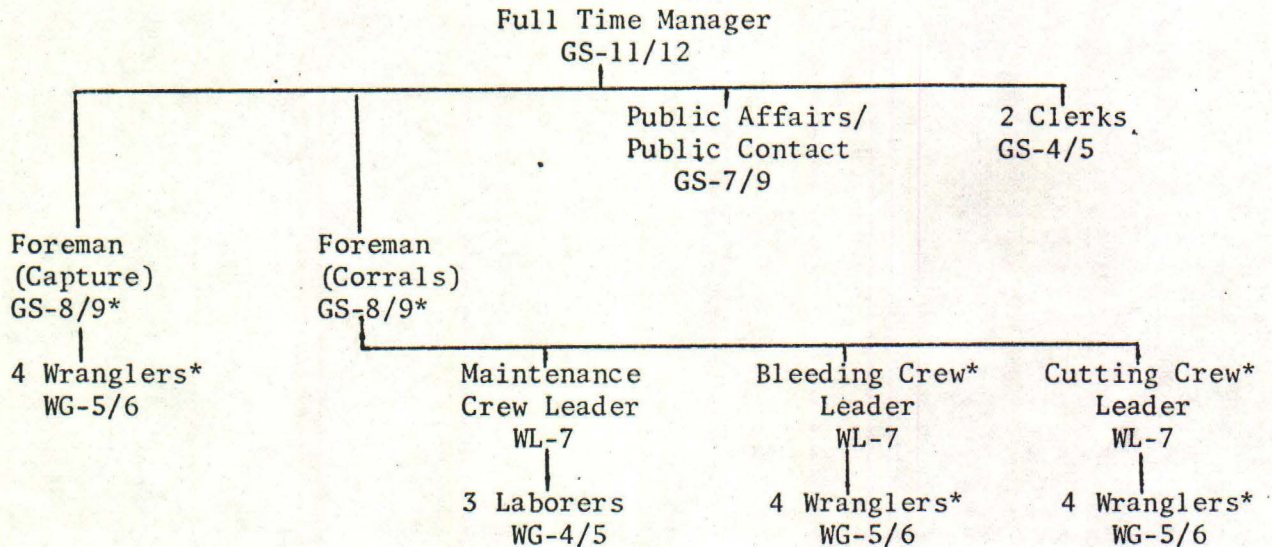 Full Time Manager
GS-11/12
Public Affairs/
Public Contact
GS-7/9
2 Clerks
GS-4/5
Foreman
(Capture)
GS-8/9*
Foreman
(Corrals)
GS-8/9*
4 Wranglers*
WG-5/6
Maintenance
Crew Leader
WL-7
Bleeding Crew*
Leader
WL-7
Cutting Crew*
Leader
WL-7
3 Laborers
WG-4/5
4 Wranglers*
WG-5/6
4 Wranglers*
WG-5/6